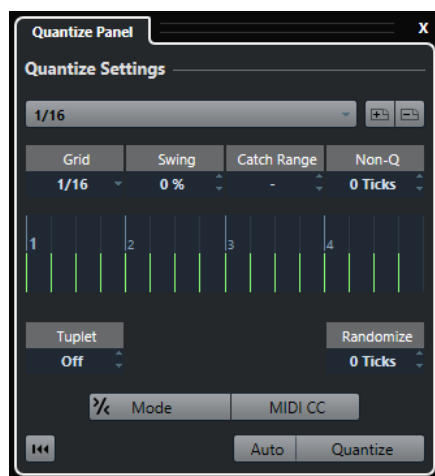 Quantize Panel X
Quantize Settings
1/16
Grid Swing Catch Range Non-Q
1/16 0 % - 0 Ticks
1 2 3 4
Tuplet Randomize
Off 0 Ticks
Mode MIDI CC
Auto Quantize